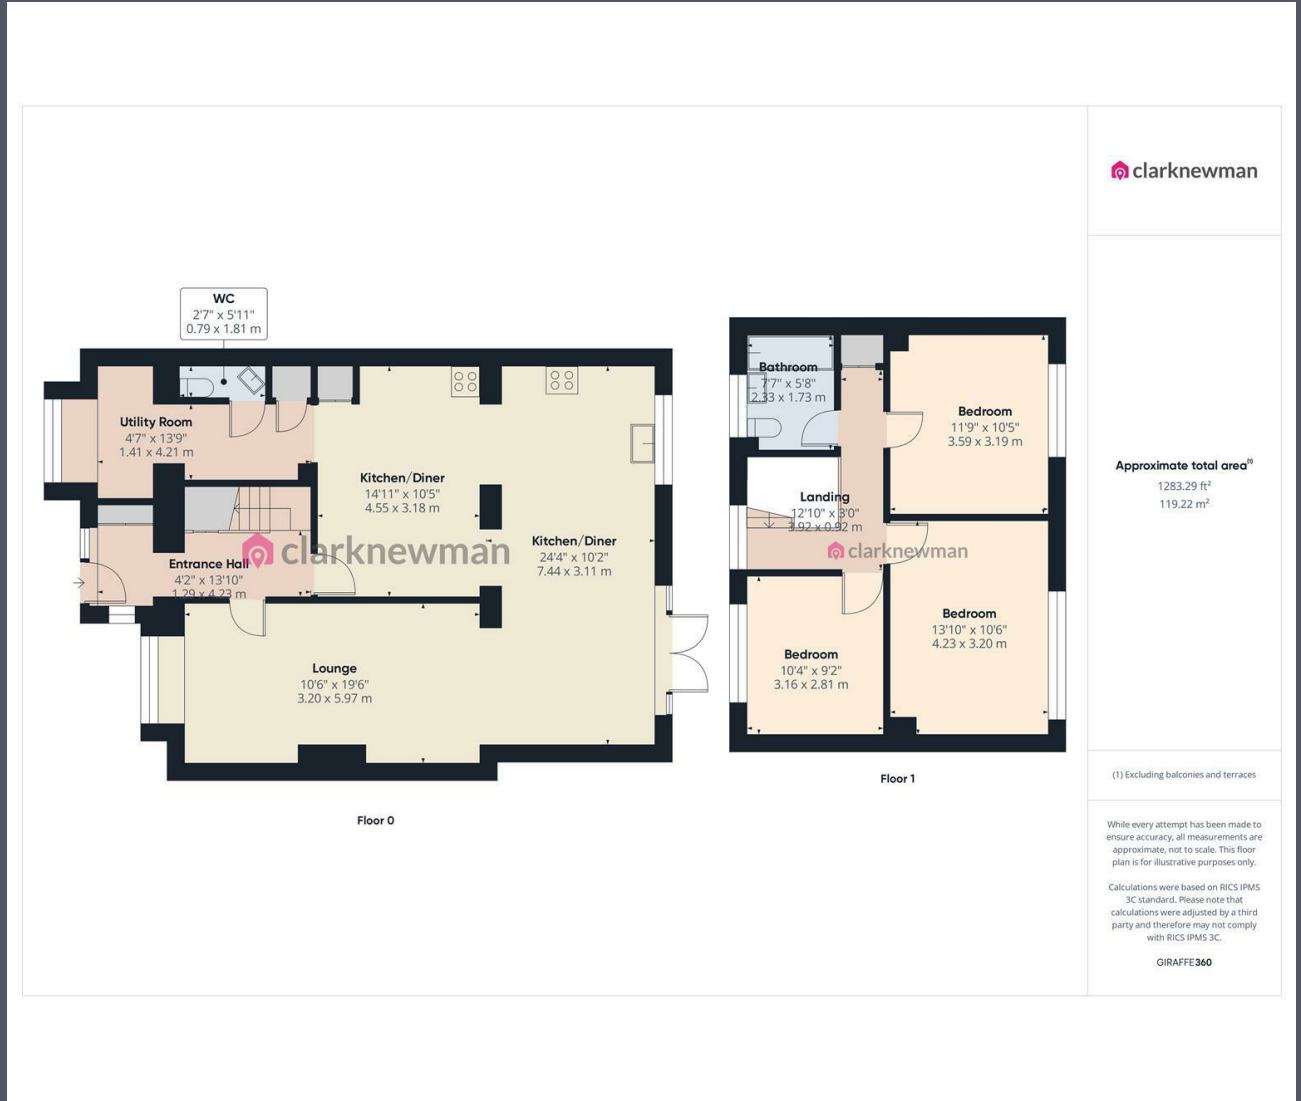 clarknewman
WC
2'7" x 5'11"
0.79 x 1.81 m
Utility Room
4'7" x 13'9"
1.41 x 4.21 m
Kitchen/Diner
14'11" x 10'5"
4.55 x 3.18 m
Kitchen/Diner
24'4" x 10'2"
7.44 x 3.11 m
clarknewman
Entrance Hall
4'2" x 13'10"
1.29 x 4.23 m
Lounge
10'6" x 19'6"
3.20 x 5.97 m
Floor 0
Bathroom
7'7" x 5'8"
2.33 x 1.73 m
Bedroom
11'9" x 10'5"
3.59 x 3.19 m
Landing
12'10" x 3'0"
3.92 x 0.92 m
clarknewman
Bedroom
13'10" x 10'6"
4.23 x 3.20 m
Bedroom
10'4" x 9'2"
3.16 x 2.81 m
Floor 1
Approximate total area(1)
1283.29 ft²
119.22 m²
(1) Excluding balconies and terraces
While every attempt has been made to
ensure accuracy, all measurements are
approximate, not to scale. This floor
plan is for illustrative purposes only.
Calculations were based on RICS IPMS
3C standard. Please note that
calculations were adjusted by a third
party and therefore may not comply
with RICS IPMS 3C.
GIRAFFE360